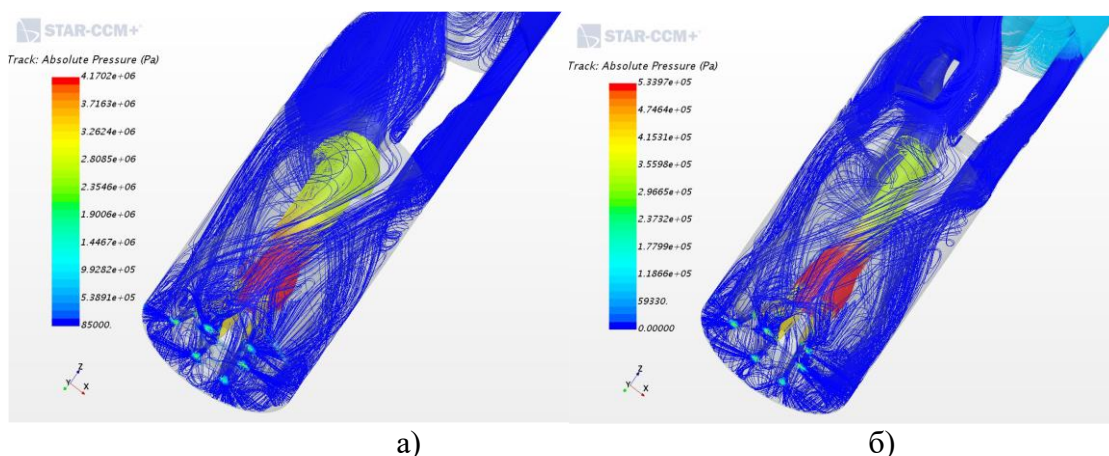 STAR-CCM+
Track: Absolute Pressure (Pa)
4.1702e+06
3.7163e+06
3.2624e+06
2.8085e+06
2.3546e+06
1.9006e+06
1.4467e+06
9.9282e+05
5.3891e+05
85000.
Z
Y
X
а)
STAR-CCM+
Track: Absolute Pressure (Pa)
5.3397e+05
4.7464e+05
4.1531e+05
3.5598e+05
2.9665e+05
2.3732e+05
1.7799e+05
1.1866e+05
59330.
0.00000
Z
Y
X
б)